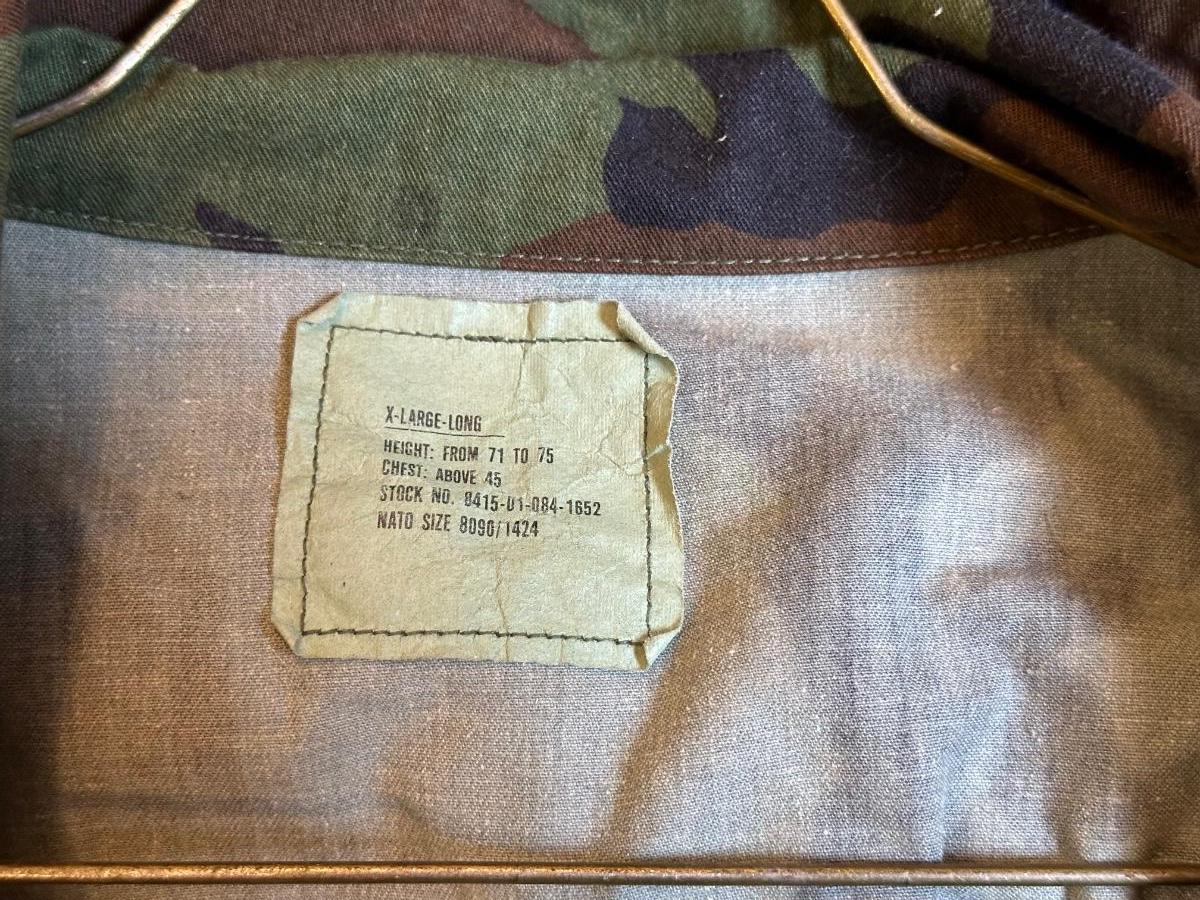 X-LARGE-LONG
HEIGHT: FROM 71 TO 75
CHEST: ABOVE 45
STOCK NO. 8415-01-084-1652
NATO SIZE 8090/1424